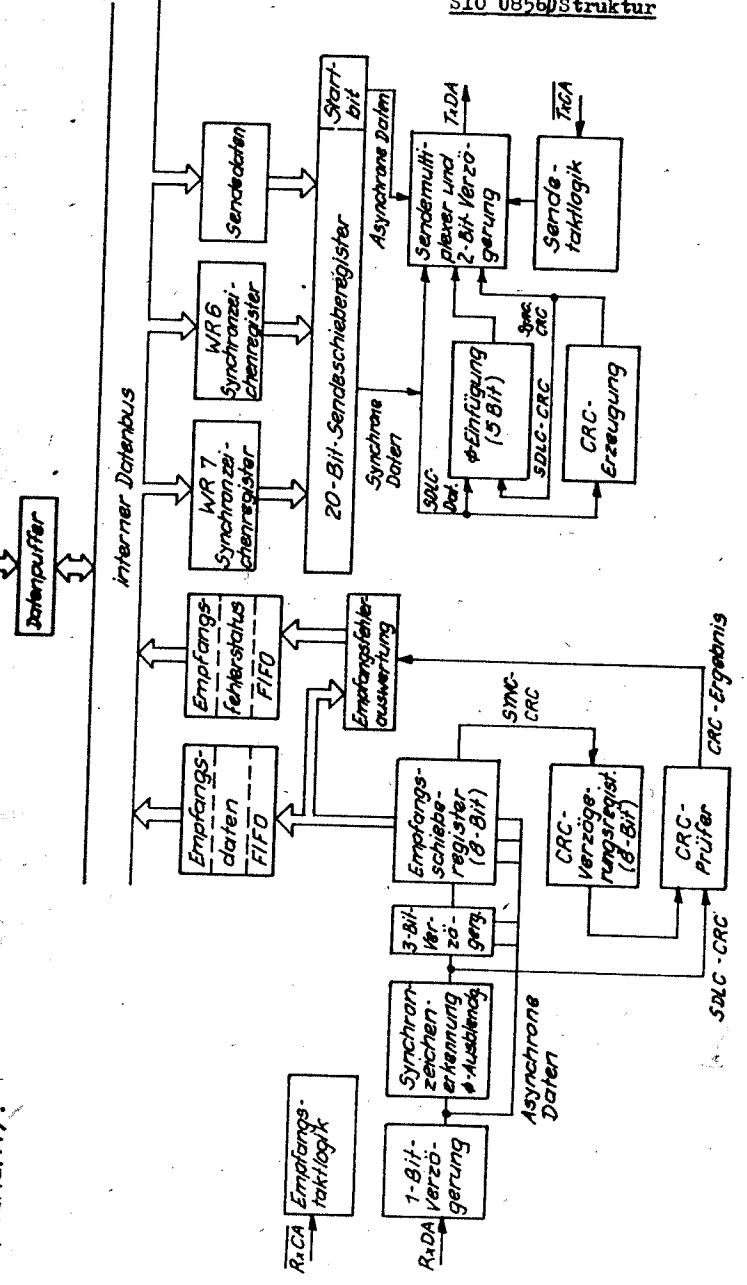 SIO 0856 Struktur
Datenpuffer
interner Datenbus
Empfangs-
daten
FIFO
Empfangs
fehlerstatus
FIFO
WR 7
Synchronzei-
chenregister
WR 6
Synchronzei-
chenregister
Sendedaten
Empfangsfehler-
auswertung
20-Bit-Sendeschieberegister
Start-
bit
RxCA
Empfangs-
taktlogik
RxDA
1-Bit-
Verzö-
gerung
Synchron
zeichen-
erkennung
ϕ-Ausblendg.
3-Bit-
Ver-
zö-
gerg.
Empfangs-
schiebe-
register
(8-Bit)
Asynchrone
Daten
SYNC-
CRC
CRC-
Verzöge-
rungsregist.
(8-Bit)
CRC-
Prüfer
SDLC-CRC
CRC-Ergebnis
Synchrone
Daten
Asynchrone Daten
SDLC-
Dat.
ϕ-Einfügung
(5 Bit)
SDLC-CRC
Sync.
CRC
CRC-
Erzeugung
Sendemulti-
plexer und
2-Bit-Verzö-
gerung
TxDA
Sende-
taktlogik
TxCA